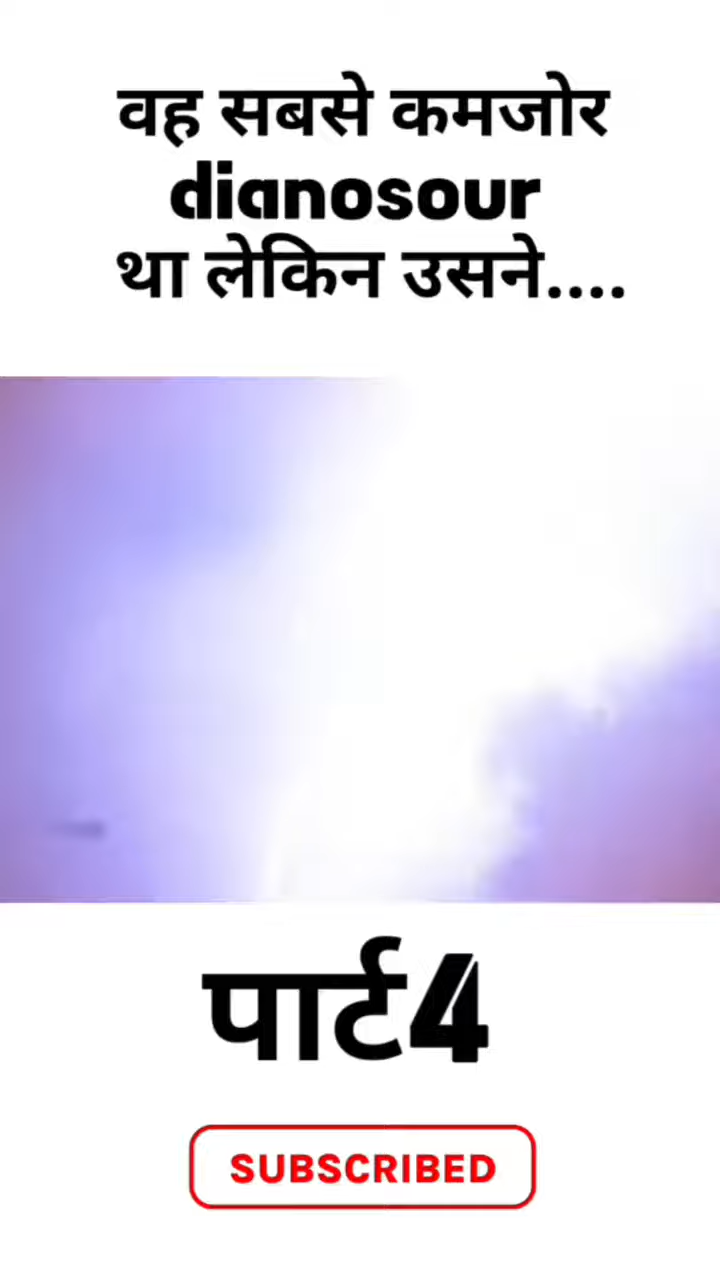 वह सबसे कमजोर
dianosour
था लेकिन उसने....
पार्ट4
SUBSCRIBED